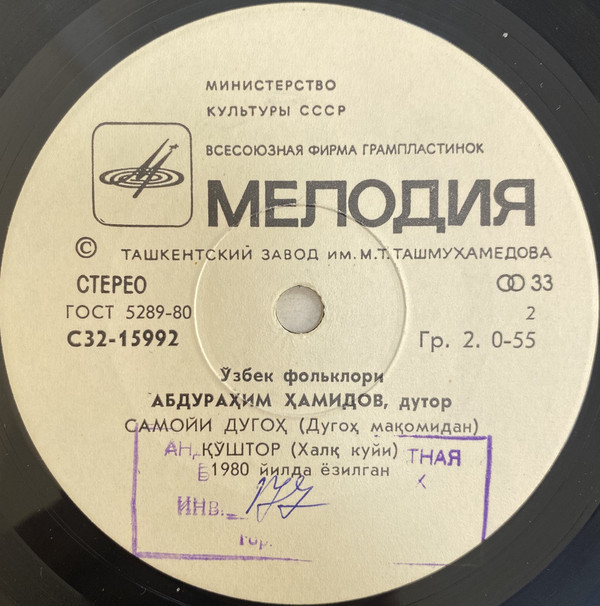 МИНИСТЕРСТВО
КУЛЬТУРЫ СССР
ВСЕСОЮЗНАЯ ФИРМА ГРАМПЛАСТИНОК
МЕЛОДИЯ
© ТАШКЕНТСКИЙ ЗАВОД ИМ. М.Т.ТАШМУХАМЕДОВА
СТЕРЕО 33
ГОСТ 5289-80 2
С32-15992 Гр. 2. 0-55
Ўзбек фольклори
АБДУРАҲИМ ҲАМИДОВ, дутор
САМОЙИ ДУГОҲ (Дугоҳ мақомидан)
ҚЎШТОР (Халқ куйи)
ТНАЯ
1980 йилда ёзилган
ИНВ.